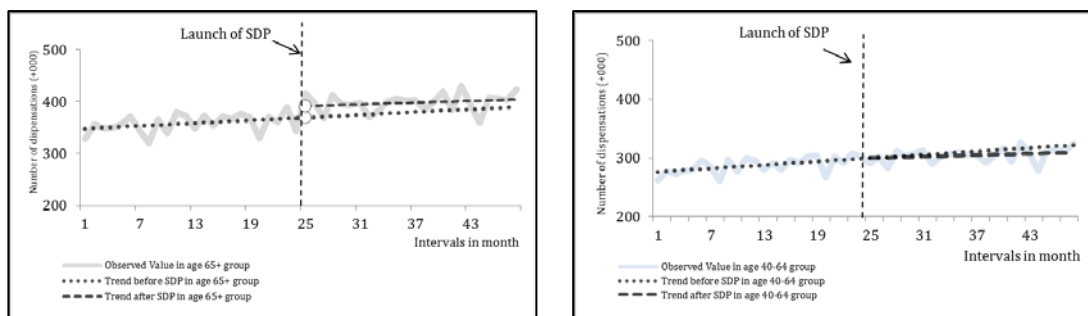 Launch of SDP
Number of dispensations (+000)
500
400
300
200
1 7 13 19 25 31 37 43
Intervals in month
Observed Value in age 65+ group
Trend before SDP in age 65+ group
Trend after SDP in age 65+ group
Launch of SDP
Number of dispensations (+000)
500
400
300
200
1 7 13 19 25 31 37 43
Intervals in month
Observed Value in age 40-64 group
Trend before SDP in age 40-64 group
Trend after SDP in age 40-64 group